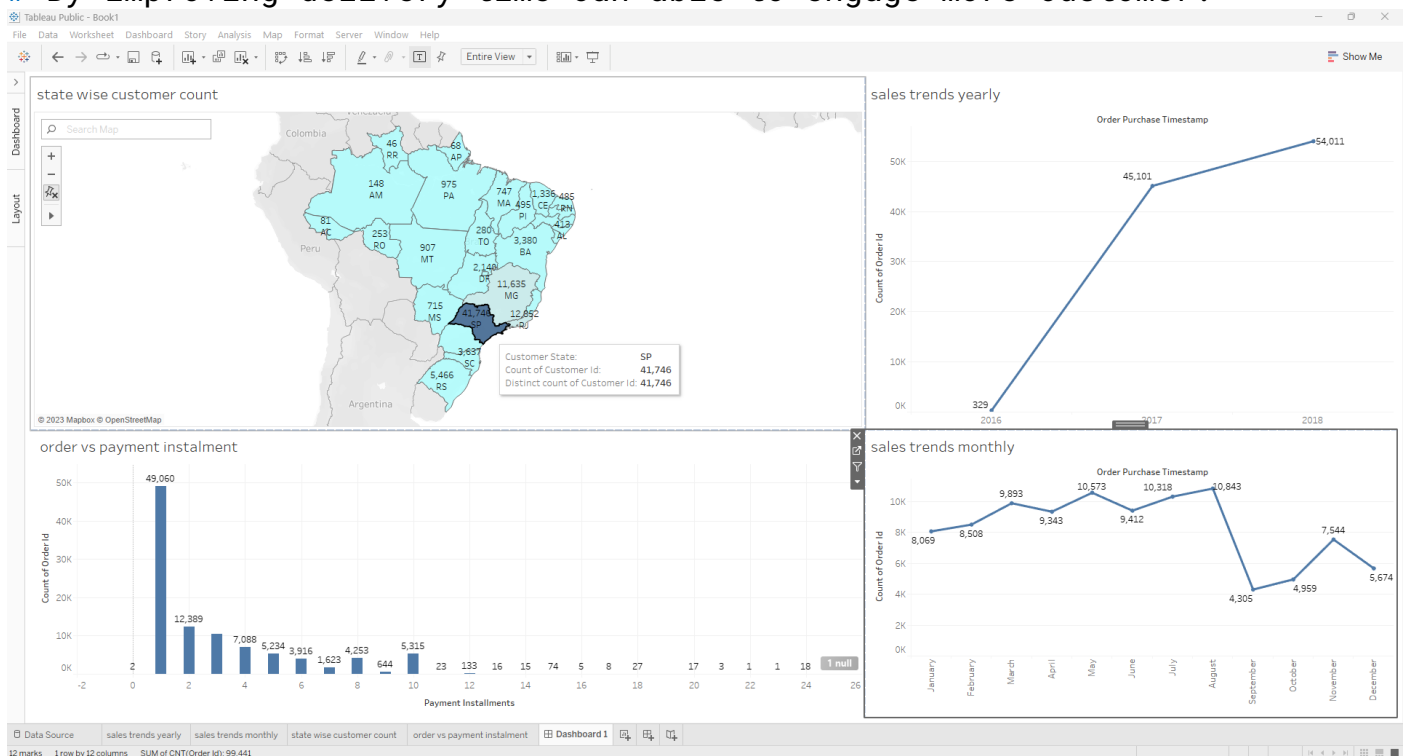 # By improving delivery time can able to engage more customer.
Tableau Public - Book1
File Data Worksheet Dashboard Story Analysis Map Format Server Window Help
Entire View
Show Me
Dashboard
Layout
state wise customer count
Search Map
Colombia
Peru
Argentina
46
RR
68
AP
148
AM
975
PA
747
MA
1,336
CE
485
RN
495
PI
413
AL
81
AC
253
RO
280
TO
3,380
BA
907
MT
2,140
DF
11,635
MG
715
MS
41,746
SP
12,852
RJ
3,637
SC
5,466
RS
Customer State: SP
Count of Customer Id: 41,746
Distinct count of Customer Id: 41,746
© 2023 Mapbox © OpenStreetMap
sales trends yearly
Order Purchase Timestamp
Count of Order Id
50K
40K
30K
20K
10K
0K
329
45,101
54,011
2016 2017 2018
order vs payment instalment
Count of Order Id
50K
40K
30K
20K
10K
0K
2 49,060 12,389 7,088 5,234 3,916 1,623 4,253 644 5,315 23 133 16 15 74 5 8 27 17 3 1 1 18
1 null
-2 0 2 4 6 8 10 12 14 16 18 20 22 24 26
Payment Installments
sales trends monthly
Order Purchase Timestamp
Count of Order Id
10K
8K
6K
4K
2K
0K
8,069 8,508 9,893 9,343 10,573 9,412 10,318 10,843 4,305 4,959 7,544 5,674
January February March April May June July August September October November December
Data Source sales trends yearly sales trends monthly state wise customer count order vs payment instalment Dashboard 1
12 marks 1 row by 12 columns SUM of CNT(Order Id): 99,441